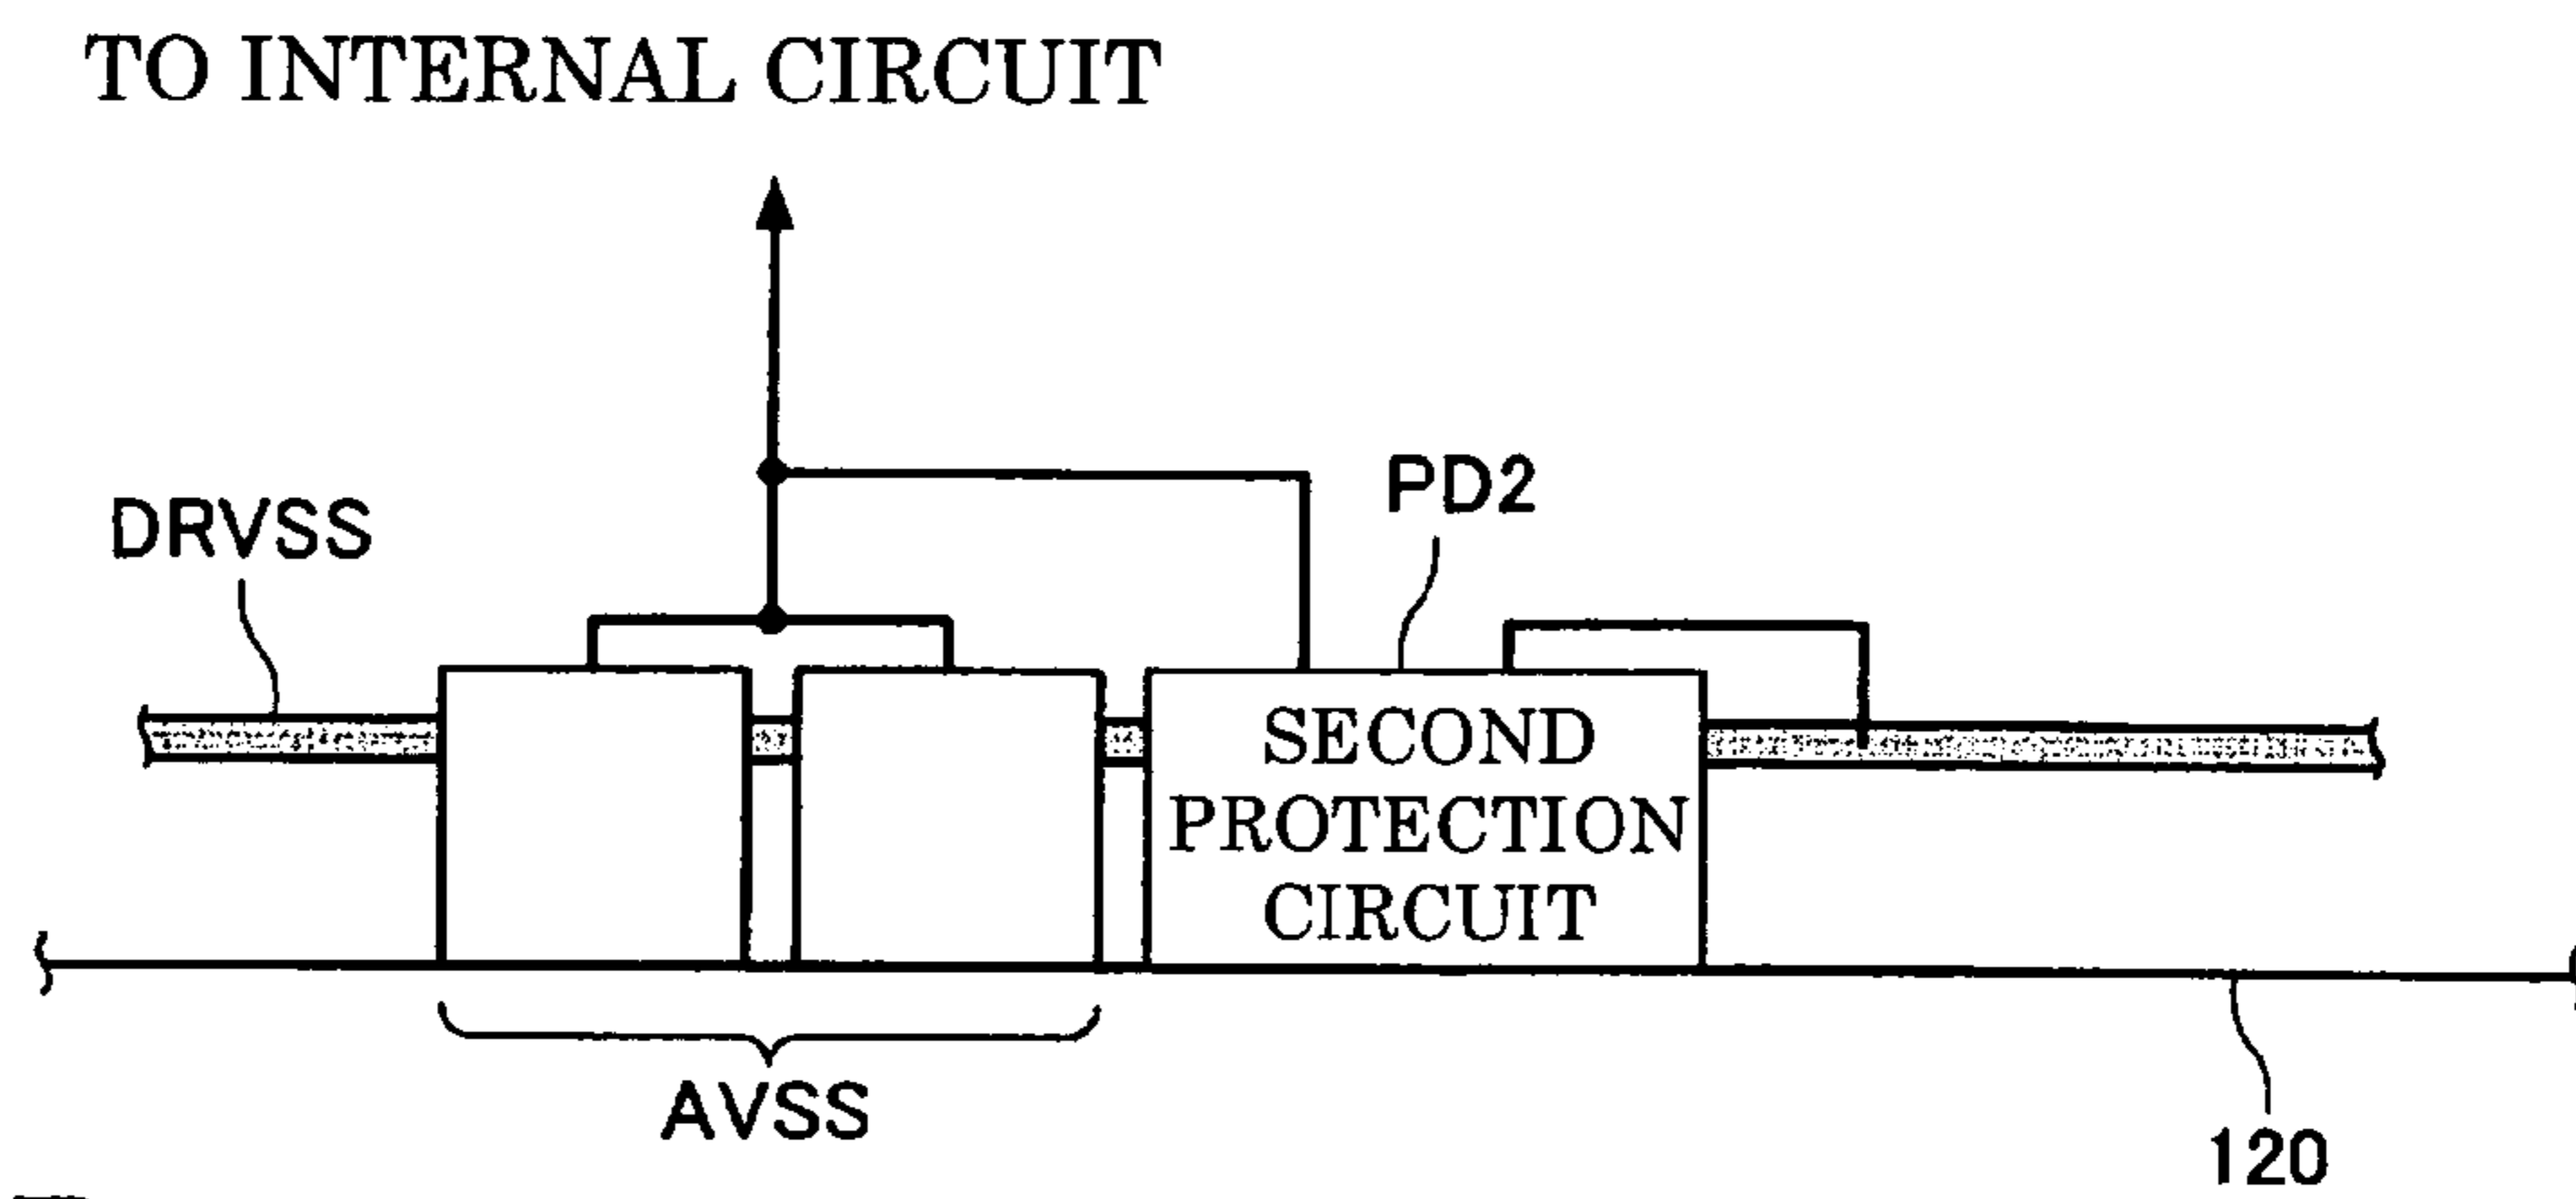 TO INTERNAL CIRCUIT
DRVSS
PD2
SECOND
PROTECTION
CIRCUIT
AVSS
120